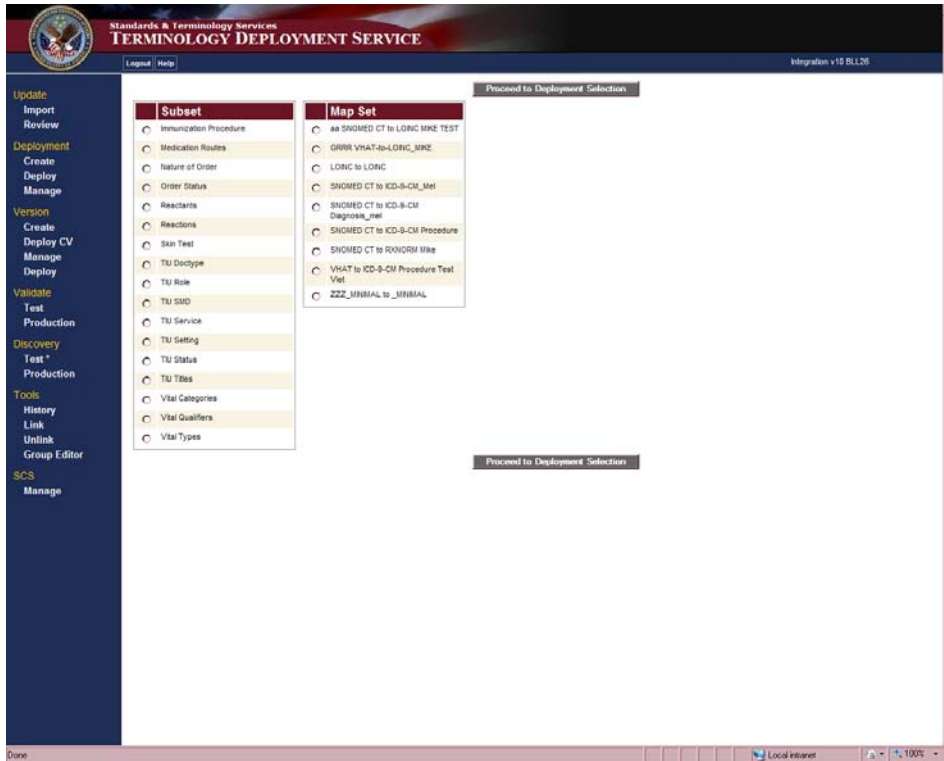 Standards & Terminology Services
TERMINOLOGY DEPLOYMENT SERVICE
Logout Help
Integration v10 BLL26
Update
Import
Review
Deployment
Create
Deploy
Manage
Version
Create
Deploy CV
Manage
Deploy
Validate
Test
Production
Discovery
Test *
Production
Tools
History
Link
Unlink
Group Editor
SCS
Manage
Proceed to Deployment Selection
Subset
Immunization Procedure
Medication Routes
Nature of Order
Order Status
Reactants
Reactions
Skin Test
TIU Doctype
TIU Role
TIU SMD
TIU Service
TIU Setting
TIU Status
TIU Titles
Vital Categories
Vital Qualifiers
Vital Types
Map Set
aa SNOMED CT to LOINC MIKE TEST
GRRR VHAT-to-LOINC_MIKE
LOINC to LOINC
SNOMED CT to ICD-9-CM_Mel
SNOMED CT to ICD-9-CM
Diagnosis_mel
SNOMED CT to ICD-9-CM Procedure
SNOMED CT to RXNORM Mike
VHAT to ICD-9-CM Procedure Test
Viet
ZZZ_MINIMAL to _MINIMAL
Proceed to Deployment Selection
Done
Local intranet
100%